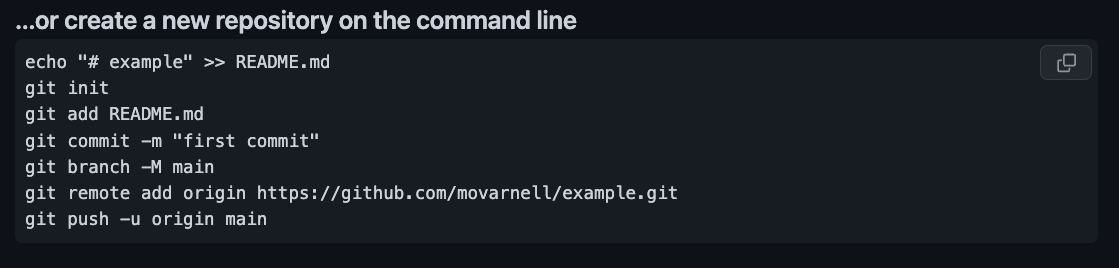 ...or create a new repository on the command line
echo "# example" >> README.md
git init
git add README.md
git commit -m "first commit"
git branch -M main
git remote add origin https://github.com/movarnell/example.git
git push -u origin main